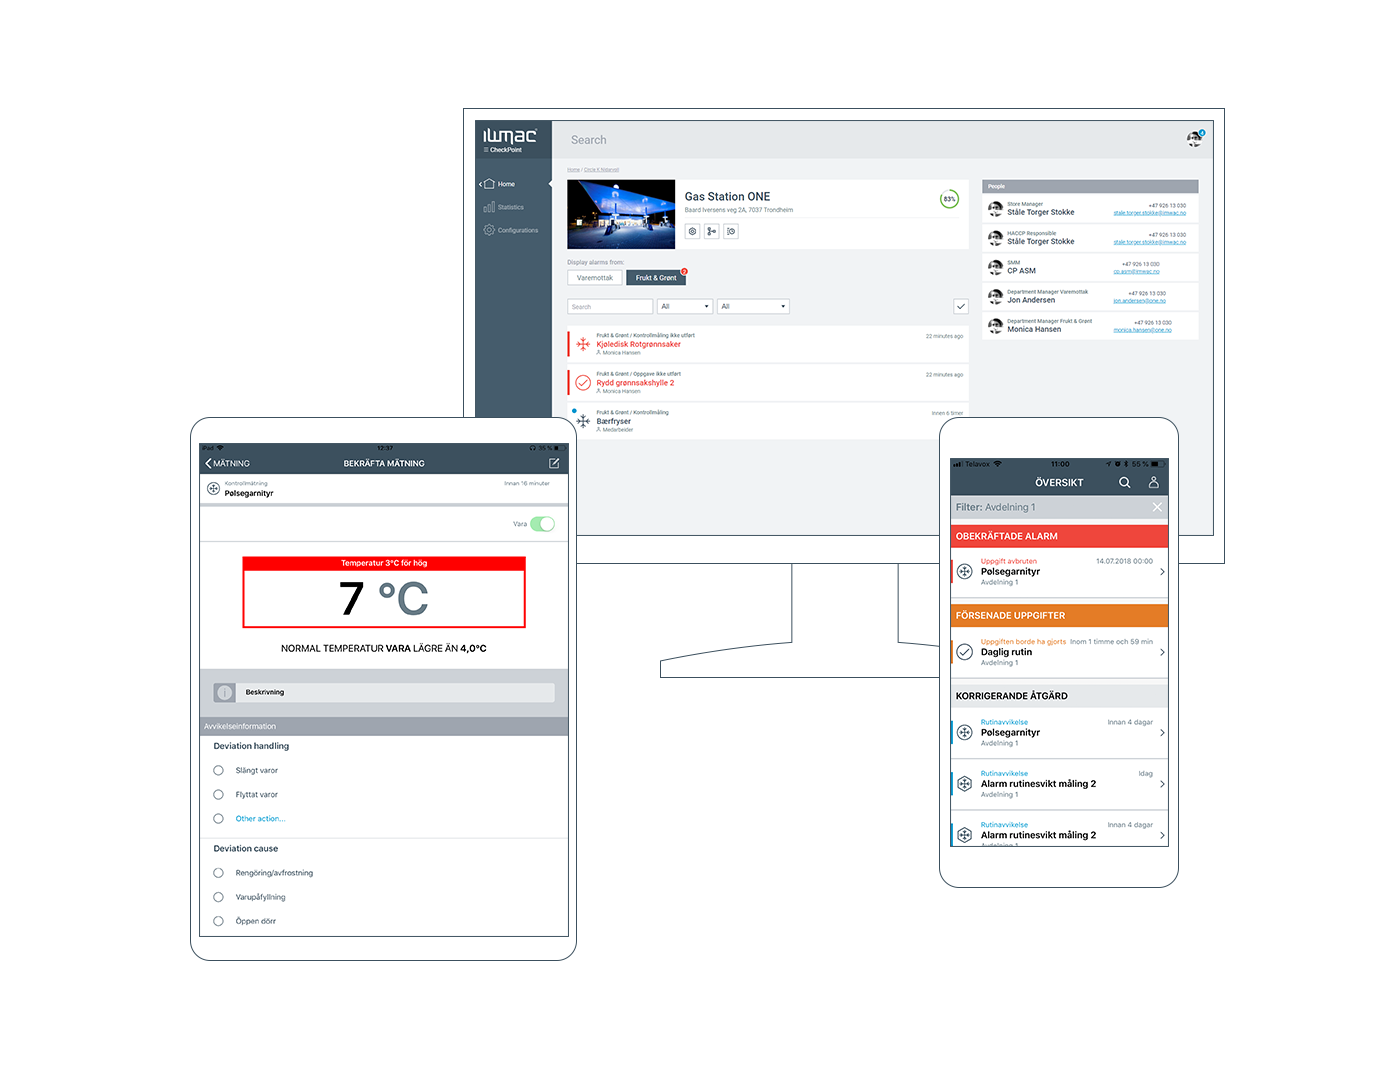 ıwmac
CheckPoint
Search
4
Home
Statistics
Configurations
Gas Station ONE
Baard Iversens veg 2A, 7037 Trondheim
83%
Display alarms from:
Varemottak
Frukt & Grønt
2
Search
All
All
Frukt & Grønt / Kontrollmåling ikke utført
22 minutes ago
Kjøledisk Rotgrønnsaker
Monica Hansen
Frukt & Grønt / Oppgave ikke utført
22 minutes ago
Rydd grønnsakshylle 2
Monica Hansen
Frukt & Grønt / Kontrollmåling
Innen 6 timer
Bærfryser
Medarbeider
People
Store Manager
Ståle Torger Stokke
+47 926 13 030
stale.torger.stokke@imwac.no
HACCP Responsible
Ståle Torger Stokke
+47 926 13 030
stale.torger.stokke@imwac.no
SMM
CP ASM
+47 926 13 030
cp.asm@imwac.no
Department Manager Varemottak
Jon Andersen
+47 926 13 030
jon.andersen@one.no
Department Manager Frukt & Grønt
Monica Hansen
+47 926 13 030
monica.hansen@one.no
iPad
12:37
35 %
MÄTNING
BEKRÄFTA MÄTNING
Kontrollmätning
Innan 16 minuter
Pølsegarnityr
Vara
Temperatur 3°C för hög
7 °C
NORMAL TEMPERATUR VARA LÄGRE ÄN 4,0°C
Beskrivning
Avvikelseinformation
Deviation handling
Slängt varor
Flyttat varor
Other action...
Deviation cause
Rengöring/avfrostning
Varupåfyllning
Öppen dörr
Telavox
11:00
55 %
ÖVERSIKT
Filter: Avdelning 1
OBEKRÄFTADE ALARM
Uppgift avbruten
14.07.2018 00:00
Pølsegarnityr
Avdelning 1
FÖRSENADE UPPGIFTER
Uppgiften borde ha gjorts
Inom 1 timme och 59 min
Daglig rutin
Avdelning 1
KORRIGERANDE ÅTGÄRD
Rutinavvikelse
Innan 4 dagar
Pølsegarnityr
Avdelning 1
Rutinavvikelse
Idag
Alarm rutinesvikt måling 2
Avdelning 1
Rutinavvikelse
Innan 4 dagar
Alarm rutinesvikt måling 2